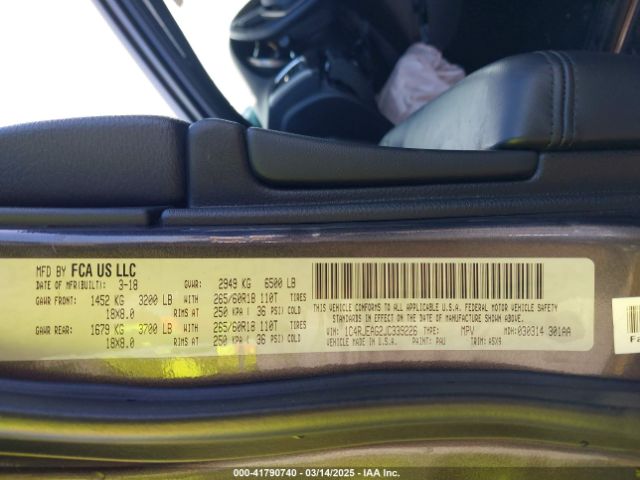 MFD BY FCA US LLC
DATE OF MFR(BUILT): 3-18 GVWR: 2949 KG 6500 LB
GAWR FRONT: 1452 KG 3200 LB WITH 265/60R18 110T TIRES
18X8.0 RIMS AT 250 KPA ( 36 PSI) COLD
GAWR REAR: 1679 KG 3700 LB WITH 265/60R18 110T TIRES
18X8.0 RIMS AT 250 KPA ( 36 PSI) COLD
THIS VEHICLE CONFORMS TO ALL APPLICABLE U.S.A. FEDERAL MOTOR VEHICLE SAFETY
STANDARDS IN EFFECT ON THE DATE OF MANUFACTURE SHOWN ABOVE.
VIN: 1C4RJEAG2JC339226 TYPE: MPV MDH: 030314 301AA
VEHICLE MADE IN U.S.A. PAINT: PAU TRIM: A5X9
Fa
000-41790740 - 03/14/2025 - IAA Inc.